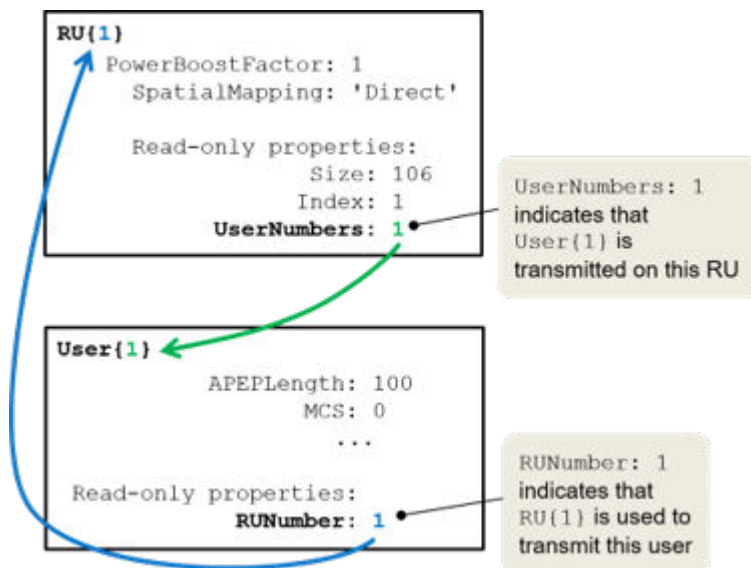 RU{1}
PowerBoostFactor: 1
SpatialMapping: 'Direct'
Read-only properties:
Size: 106
Index: 1
UserNumbers: 1
UserNumbers: 1
indicates that
User{1} is
transmitted on this RU
User{1}
APEPLength: 100
MCS: 0
...
Read-only properties:
RUNumber: 1
RUNumber: 1
indicates that
RU{1} is used to
transmit this user